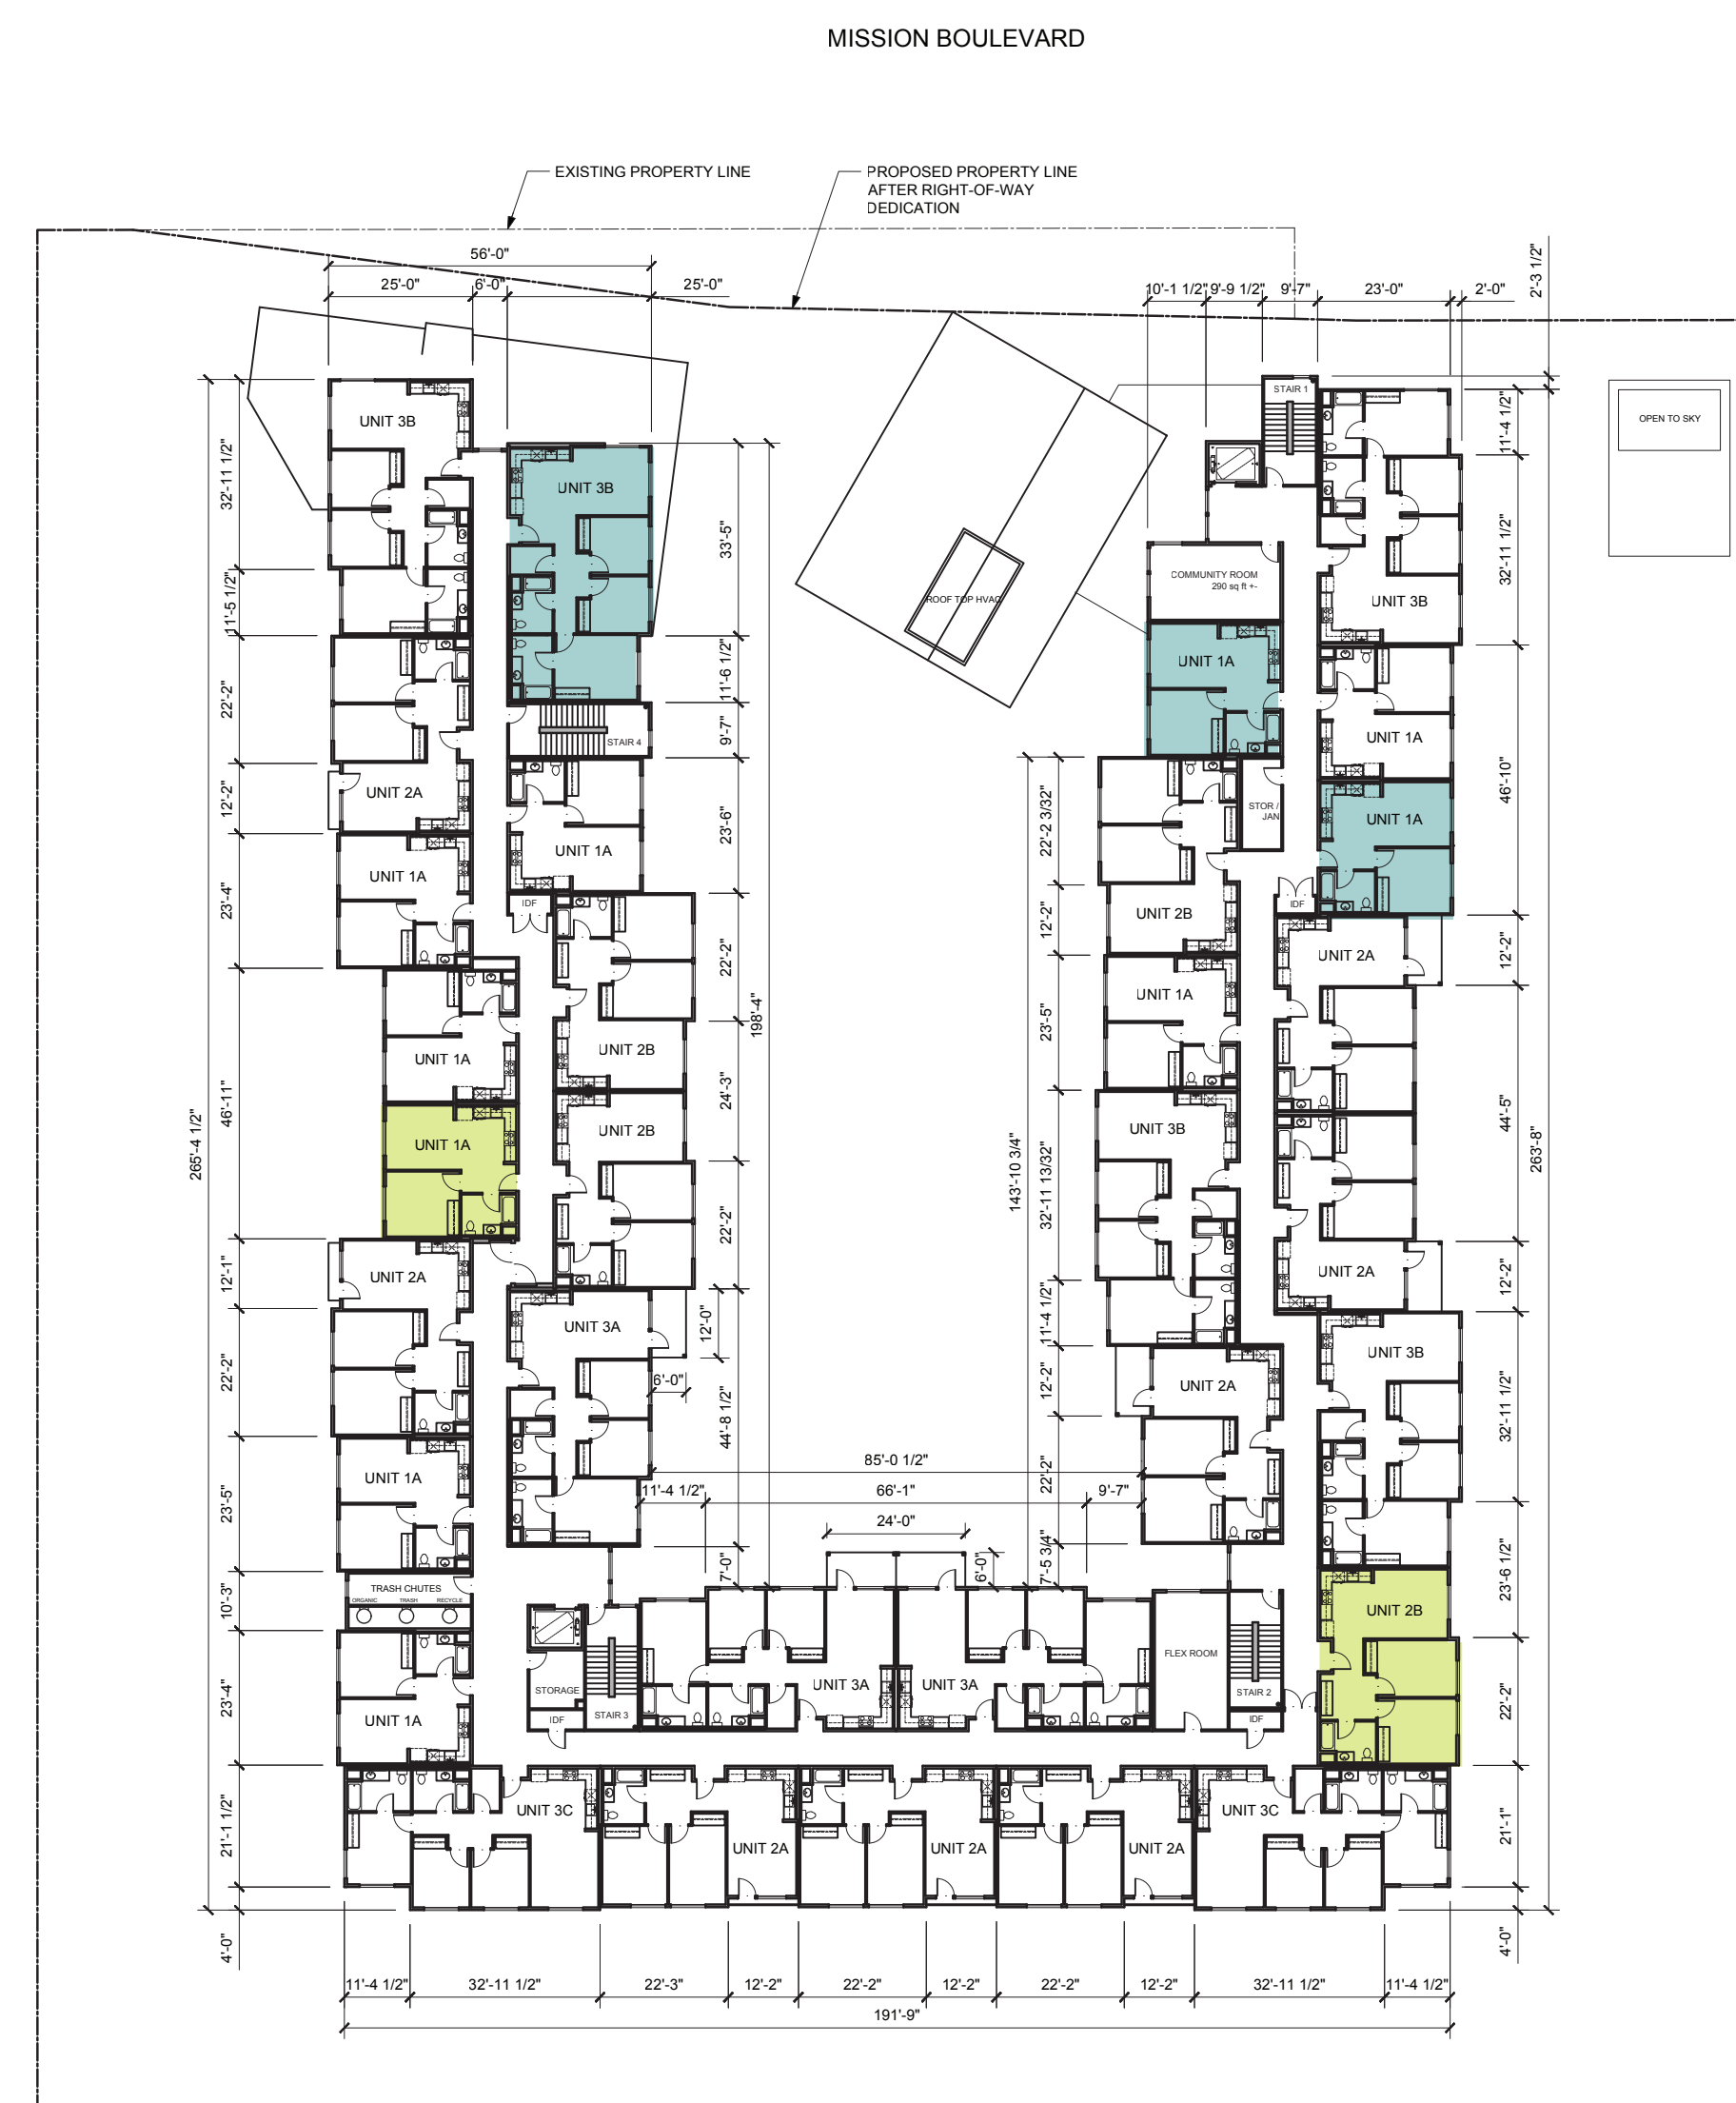 MISSION BOULEVARD
EXISTING PROPERTY LINE
PROPOSED PROPERTY LINE
AFTER RIGHT-OF-WAY
DEDICATION
56'-0"
25'-0"
6'-0"
25'-0"
10'-1 1/2"
9'-9 1/2"
9'-7"
23'-0"
2'-0"
2'-3 1/2"
265'-4 1/2"
32'-11 1/2"
11'-5 1/2"
22'-2"
12'-2"
23'-4"
46'-11"
12'-1"
22'-2"
23'-5"
10'-3"
23'-4"
21'-1 1/2"
4'-0"
UNIT 3B
UNIT 2A
UNIT 1A
UNIT 1A
UNIT 1A
UNIT 2A
UNIT 1A
TRASH CHUTES
ORGANIC
TRASH
RECYCLE
UNIT 1A
UNIT 3B
STAIR 4
UNIT 1A
IDF
UNIT 2B
UNIT 2B
UNIT 3A
33'-5"
11'-6 1/2"
9'-7"
23'-6"
22'-2"
24'-3"
22'-2"
12'-0"
6'-0"
44'-8 1/2"
7'-0"
198'-4"
ROOF TOP HVAC
STAIR 1
COMMUNITY ROOM
290 sq ft +-
UNIT 1A
STOR /
JAN
UNIT 2B
UNIT 1A
UNIT 3B
UNIT 2A
143'-10 3/4"
22'-2 3/32"
12'-2"
23'-5"
32'-11 13/32"
11'-4 1/2"
12'-2"
22'-2"
7'-5 3/4"
UNIT 3B
UNIT 1A
UNIT 1A
IDF
UNIT 2A
UNIT 2A
UNIT 3B
UNIT 2B
OPEN TO SKY
11'-4 1/2"
32'-11 1/2"
46'-10"
12'-2"
44'-5"
12'-2"
32'-11 1/2"
23'-6 1/2"
22'-2"
21'-1"
4'-0"
263'-8"
85'-0 1/2"
11'-4 1/2"
66'-1"
9'-7"
24'-0"
6'-0"
STORAGE
IDF
STAIR 3
UNIT 3A
UNIT 3A
FLEX ROOM
STAIR 2
IDF
UNIT 3C
UNIT 2A
UNIT 2A
UNIT 2A
UNIT 3C
11'-4 1/2"
32'-11 1/2"
22'-3"
12'-2"
22'-2"
12'-2"
22'-2"
12'-2"
32'-11 1/2"
11'-4 1/2"
191'-9"